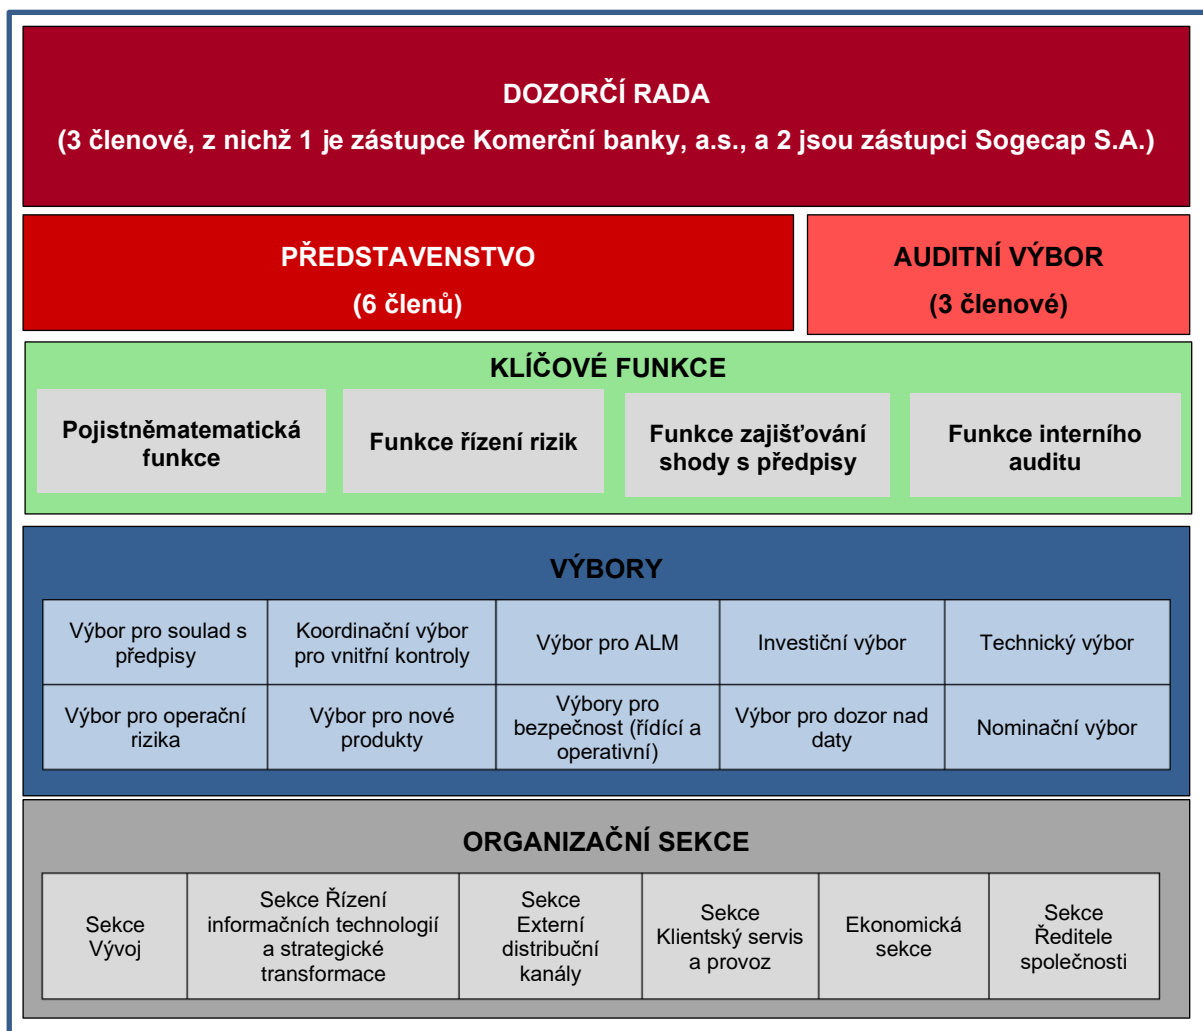 DOZORČÍ RADA
(3 členové, z nichž 1 je zástupce Komerční banky, a.s., a 2 jsou zástupci Sogecap S.A.)
PŘEDSTAVENSTVO
(6 členů)
AUDITNÍ VÝBOR
(3 členové)
KLÍČOVÉ FUNKCE
Pojistněmatematická
funkce
Funkce řízení rizik
Funkce zajišťování
shody s předpisy
Funkce interního
auditu
VÝBORY
Výbor pro soulad s
předpisy
Koordinační výbor
pro vnitřní kontroly
Výbor pro ALM
Investiční výbor
Technický výbor
Výbor pro operační
rizika
Výbor pro nové
produkty
Výbory pro
bezpečnost (řídící a
operativní)
Výbor pro dozor nad
daty
Nominační výbor
ORGANIZAČNÍ SEKCE
Sekce
Vývoj
Sekce Řízení
informačních technologií
a strategické
transformace
Sekce
Externí
distribuční
kanály
Sekce
Klientský servis
a provoz
Ekonomická
sekce
Sekce
Ředitele
společnosti